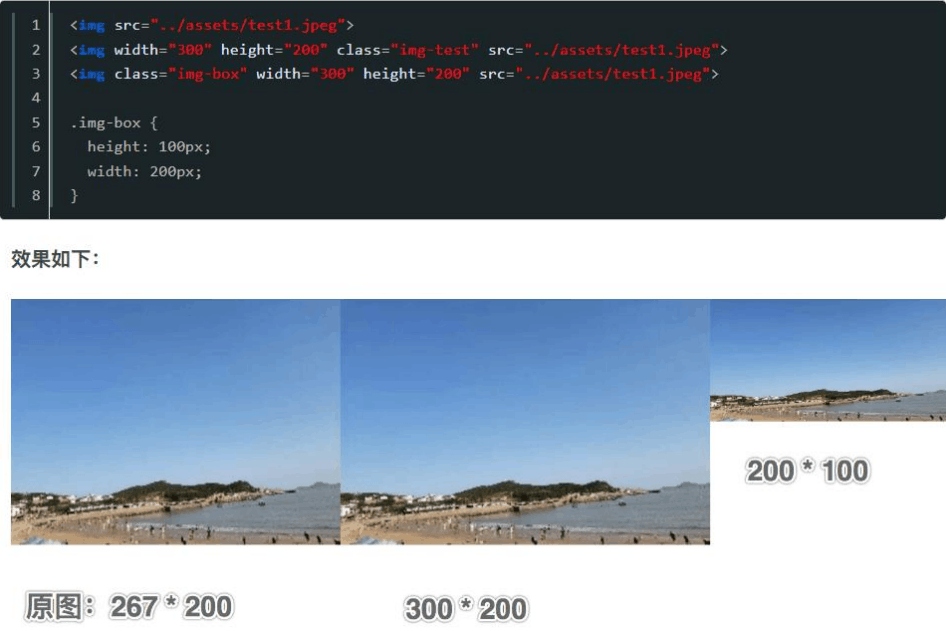 1 <img src="../assets/test1.jpeg">
2 <img width="300" height="200" class="img-test" src="../assets/test1.jpeg">
3 <img class="img-box" width="300" height="200" src="../assets/test1.jpeg">
4
5 .img-box {
6   height: 100px;
7   width: 200px;
8 }
效果如下：
200 * 100
原图：267 * 200
300 * 200